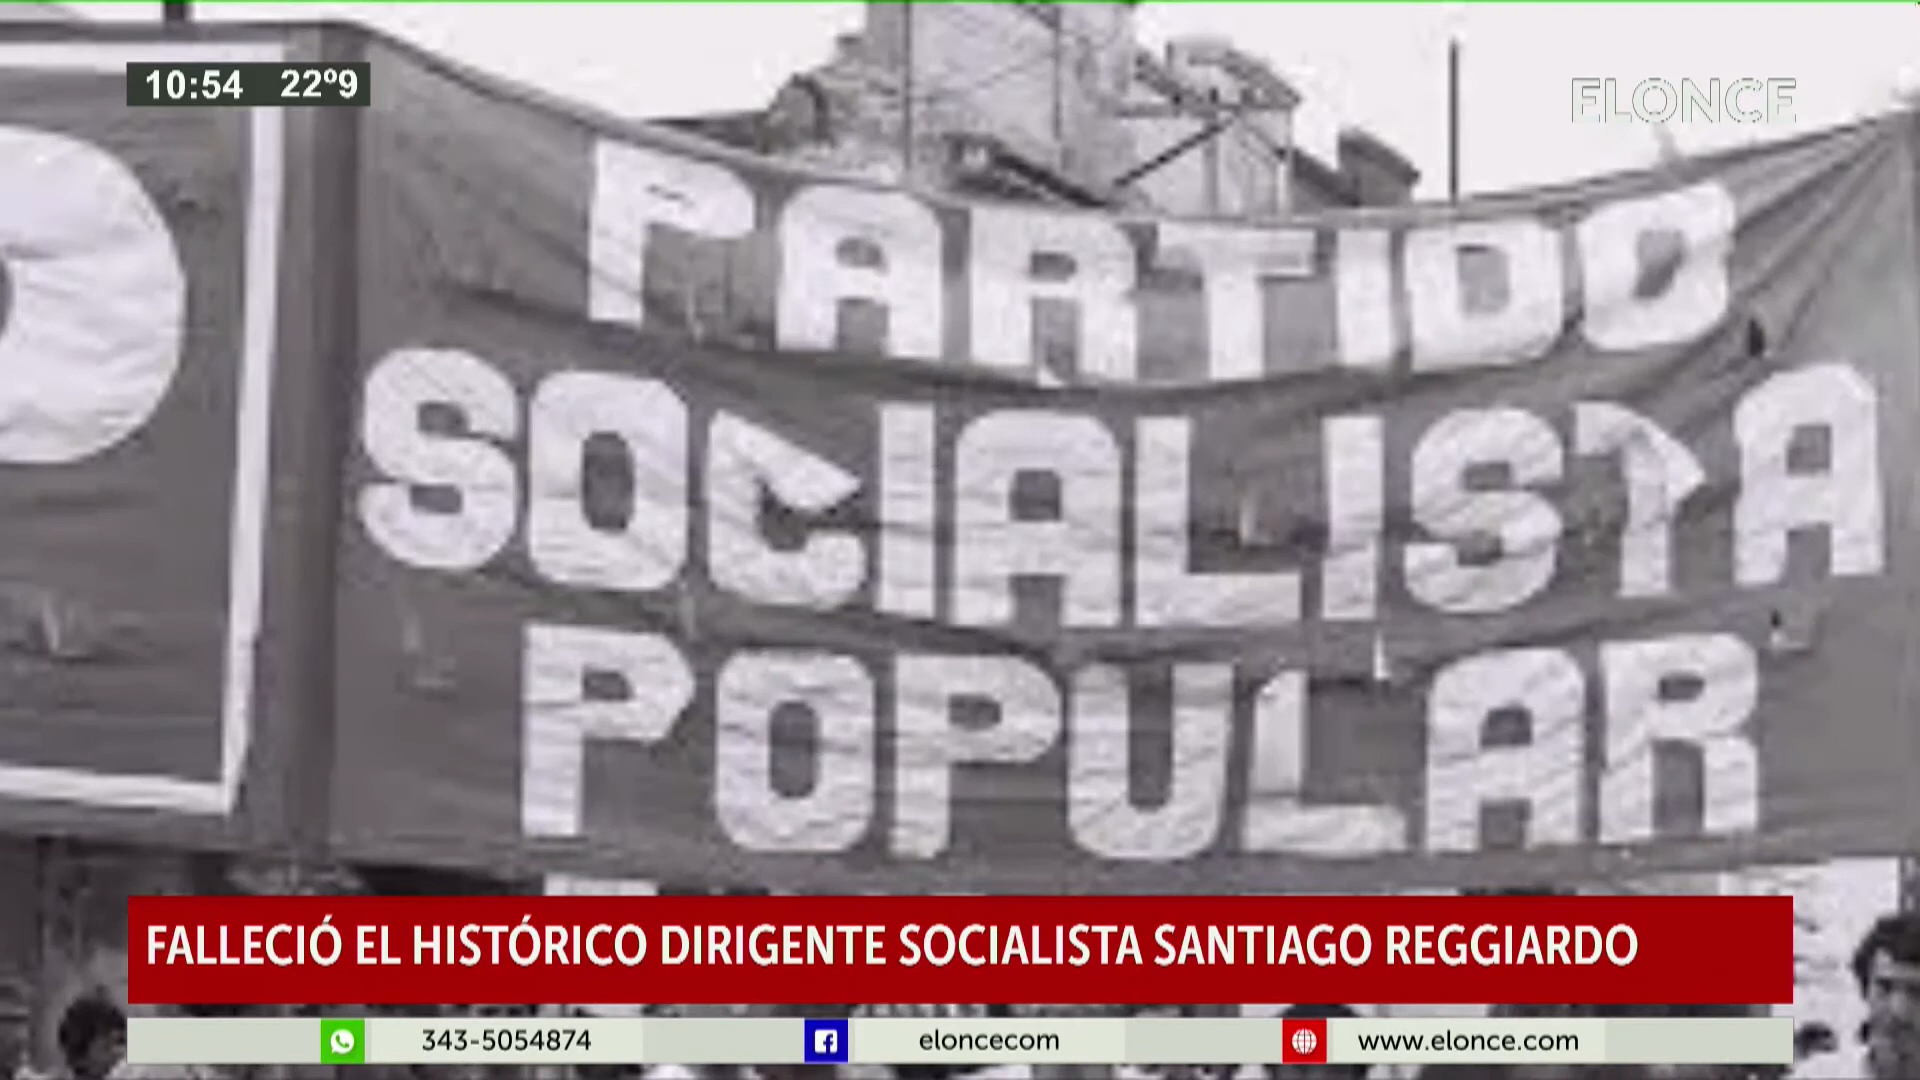 10:54 22º9
ELONCE
PARTIDO
SOCIALISTA
POPULAR
FALLECIÓ EL HISTÓRICO DIRIGENTE SOCIALISTA SANTIAGO REGGIARDO
343-5054874 eloncecom www.elonce.com